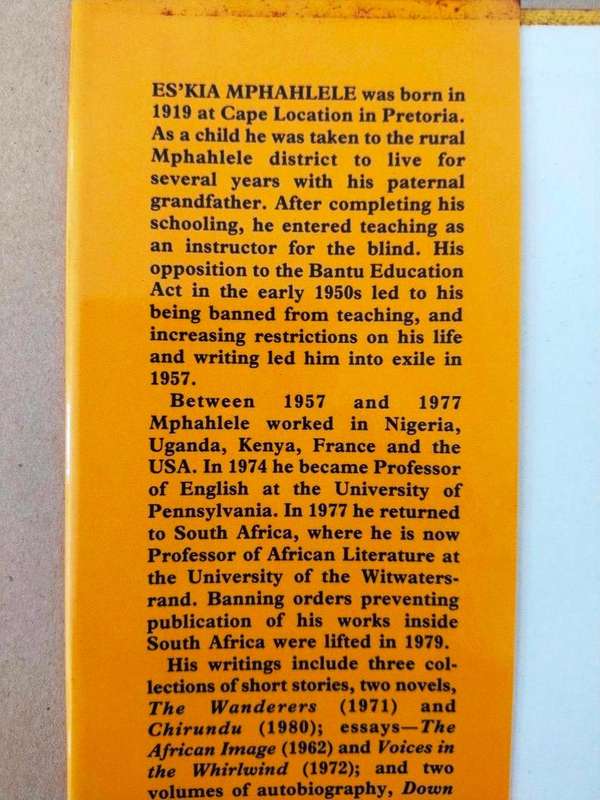 ES'KIA MPHAHLELE was born in
1919 at Cape Location in Pretoria.
As a child he was taken to the rural
Mphahlele district to live for
several years with his paternal
grandfather. After completing his
schooling, he entered teaching as
an instructor for the blind. His
opposition to the Bantu Education
Act in the early 1950s led to his
being banned from teaching, and
increasing restrictions on his life
and writing led him into exile in
1957.
Between 1957 and 1977
Mphahlele worked in Nigeria,
Uganda, Kenya, France and the
USA. In 1974 he became Professor
of English at the University of
Pennsylvania. In 1977 he returned
to South Africa, where he is now
Professor of African Literature at
the University of the Witwaters-
rand. Banning orders preventing
publication of his works inside
South Africa were lifted in 1979.
His writings include three col-
lections of short stories, two novels,
The Wanderers (1971) and
Chirundu (1980); essays—The
African Image (1962) and Voices in
the Whirlwind (1972); and two
volumes of autobiography, Down